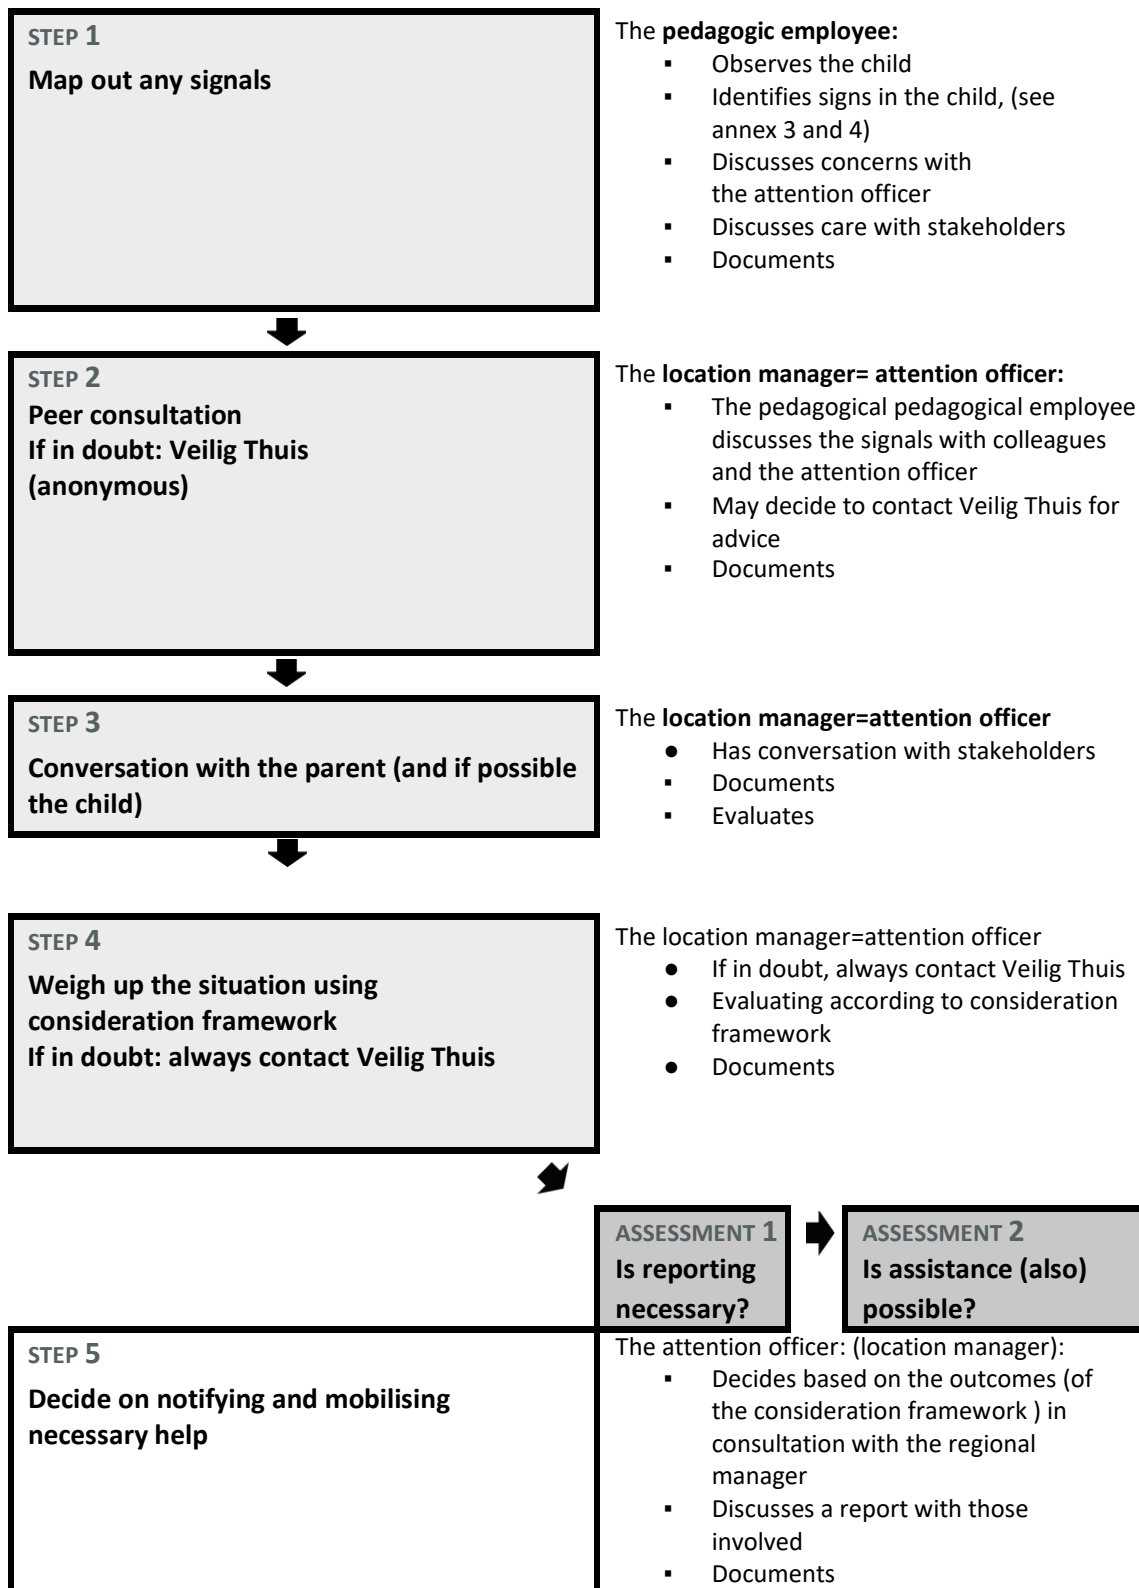 STEP 1
Map out any signals
The pedagogic employee:
▪ Observes the child
▪ Identifies signs in the child, (see
annex 3 and 4)
▪ Discusses concerns with
the attention officer
▪ Discusses care with stakeholders
▪ Documents
STEP 2
Peer consultation
If in doubt: Veilig Thuis
(anonymous)
The location manager= attention officer:
▪ The pedagogical pedagogical employee
discusses the signals with colleagues
and the attention officer
▪ May decide to contact Veilig Thuis for
advice
▪ Documents
STEP 3
Conversation with the parent (and if possible
the child)
The location manager=attention officer
● Has conversation with stakeholders
▪ Documents
▪ Evaluates
STEP 4
Weigh up the situation using
consideration framework
If in doubt: always contact Veilig Thuis
The location manager=attention officer
● If in doubt, always contact Veilig Thuis
● Evaluating according to consideration
framework
● Documents
ASSESSMENT 1
Is reporting
necessary?
ASSESSMENT 2
Is assistance (also)
possible?
STEP 5
Decide on notifying and mobilising
necessary help
The attention officer: (location manager):
▪ Decides based on the outcomes (of
the consideration framework ) in
consultation with the regional
manager
▪ Discusses a report with those
involved
▪ Documents